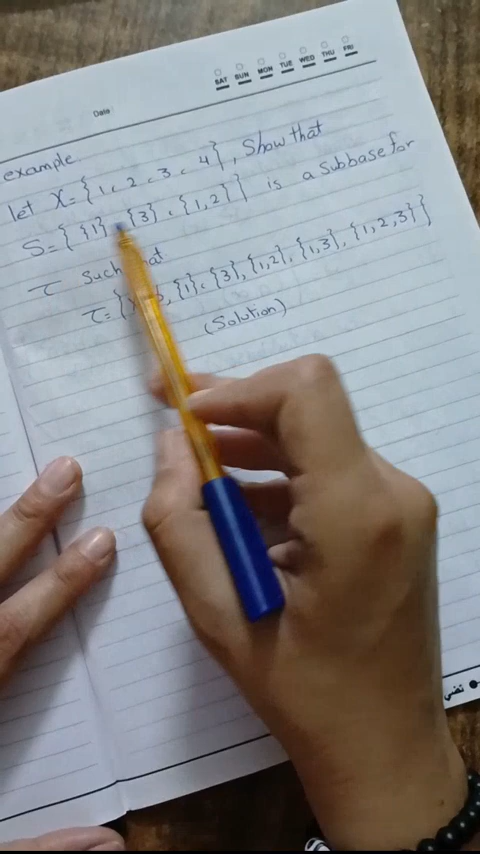 Date:
SAT SUN MON TUE WED THU FRI
example.
let X = {1, 2, 3, 4}, Show that
S = { {1} {3}, {1,2} } is a subbase for
τ Such
τ = { {1}, {3}, {1,2}, {1,3}, {1,2,3} }
(Solution)